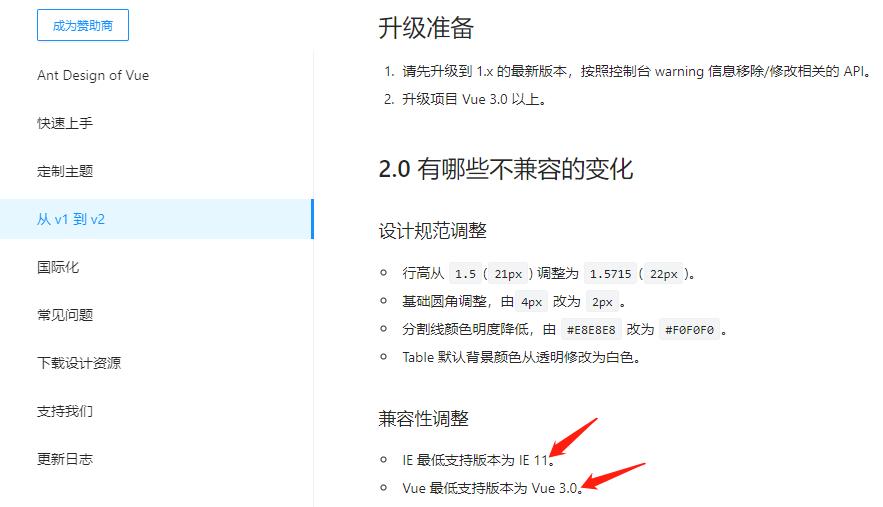 成为赞助商
Ant Design of Vue
快速上手
定制主题
从 v1 到 v2
国际化
常见问题
下载设计资源
支持我们
更新日志
升级准备
1. 请先升级到 1.x 的最新版本，按照控制台 warning 信息移除/修改相关的 API。
2. 升级项目 Vue 3.0 以上。
2.0 有哪些不兼容的变化
设计规范调整
行高从 1.5 ( 21px ) 调整为 1.5715 ( 22px )。
基础圆角调整，由 4px 改为 2px 。
分割线颜色明度降低，由 #E8E8E8 改为 #F0F0F0 。
Table 默认背景颜色从透明修改为白色。
兼容性调整
IE 最低支持版本为 IE 11。
Vue 最低支持版本为 Vue 3.0。